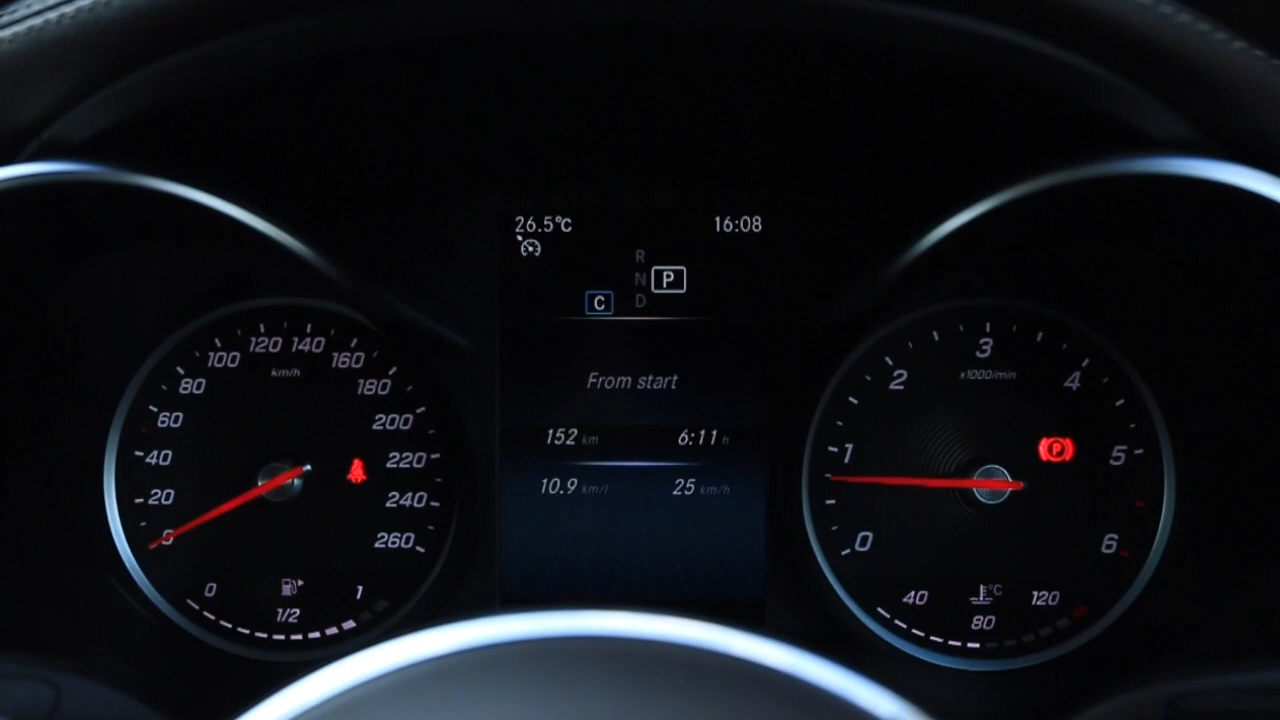 26.5°C 16:08
R
N P
C D
From start
152 km 6:11 h
10.9 km/l 25 km/h
0
20
40
60
80
100
120
140
160
180
200
220
240
260
km/h
0 1/2 1
0
1
2
3
4
5
6
x1000/min
P
40 80 120
°C